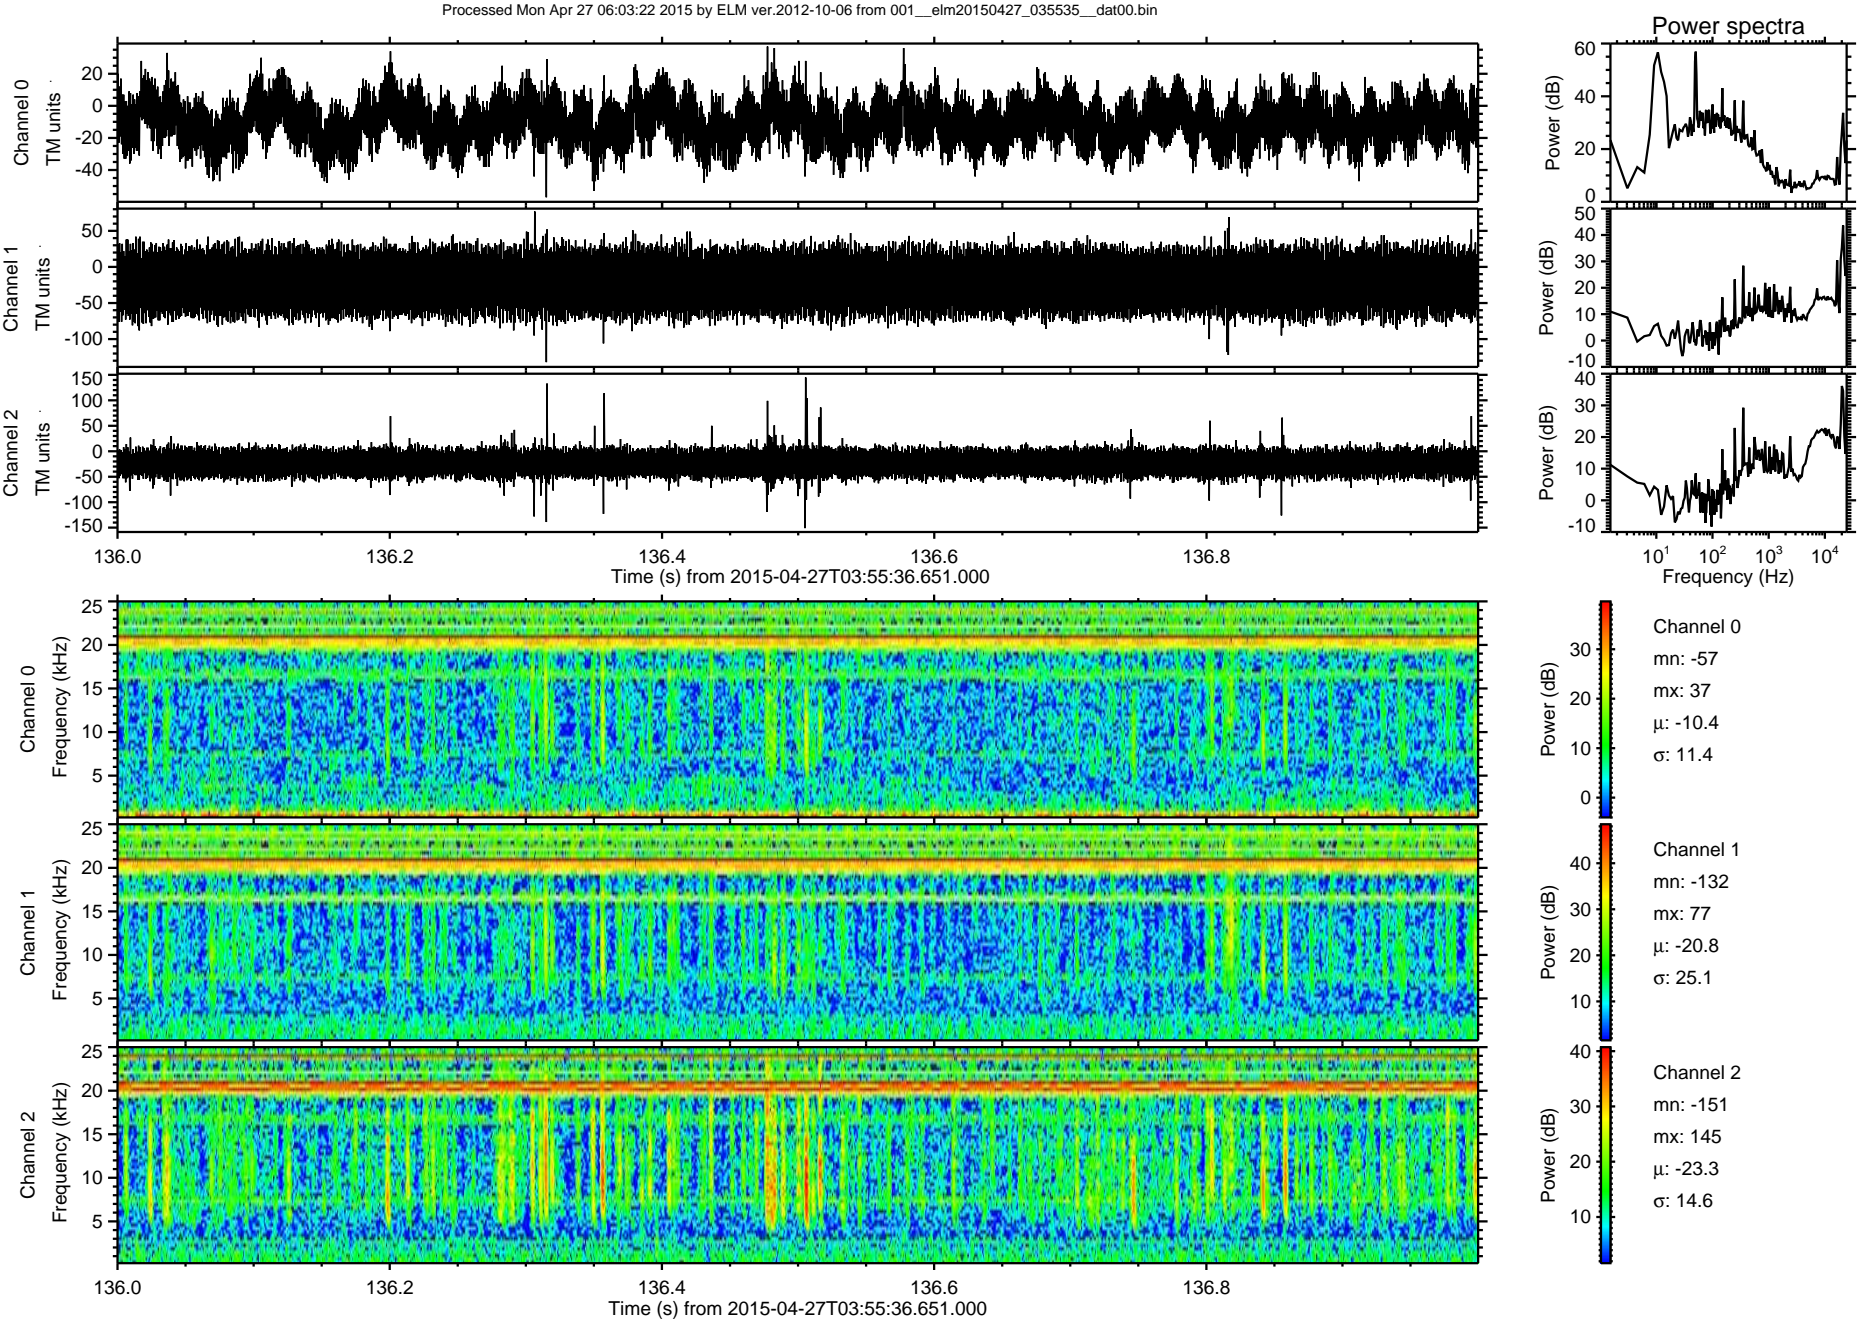 Processed Mon Apr 27 06:03:22 2015 by ELM ver.2012-10-06 from 001__elm20150427_035535__dat00.bin
Power spectra
Channel 0
TM units
20
0
-20
-40
Power (dB)
60
40
20
0
Channel 1
TM units
50
0
-50
-100
Power (dB)
50
40
30
20
10
0
-10
Channel 2
TM units
150
100
50
0
-50
-100
-150
Power (dB)
40
30
20
10
0
-10
136.0 136.2 136.4 136.6 136.8
Time (s) from 2015-04-27T03:55:36.651.000
10^1 10^2 10^3 10^4
Frequency (Hz)
Channel 0
Frequency (kHz)
25
20
15
10
5
Power (dB)
30
20
10
0
Channel 0
mn: -57
mx: 37
μ: -10.4
σ: 11.4
Channel 1
Frequency (kHz)
25
20
15
10
5
Power (dB)
40
30
20
10
Channel 1
mn: -132
mx: 77
μ: -20.8
σ: 25.1
Channel 2
Frequency (kHz)
25
20
15
10
5
Power (dB)
40
30
20
10
Channel 2
mn: -151
mx: 145
μ: -23.3
σ: 14.6
136.0 136.2 136.4 136.6 136.8
Time (s) from 2015-04-27T03:55:36.651.000